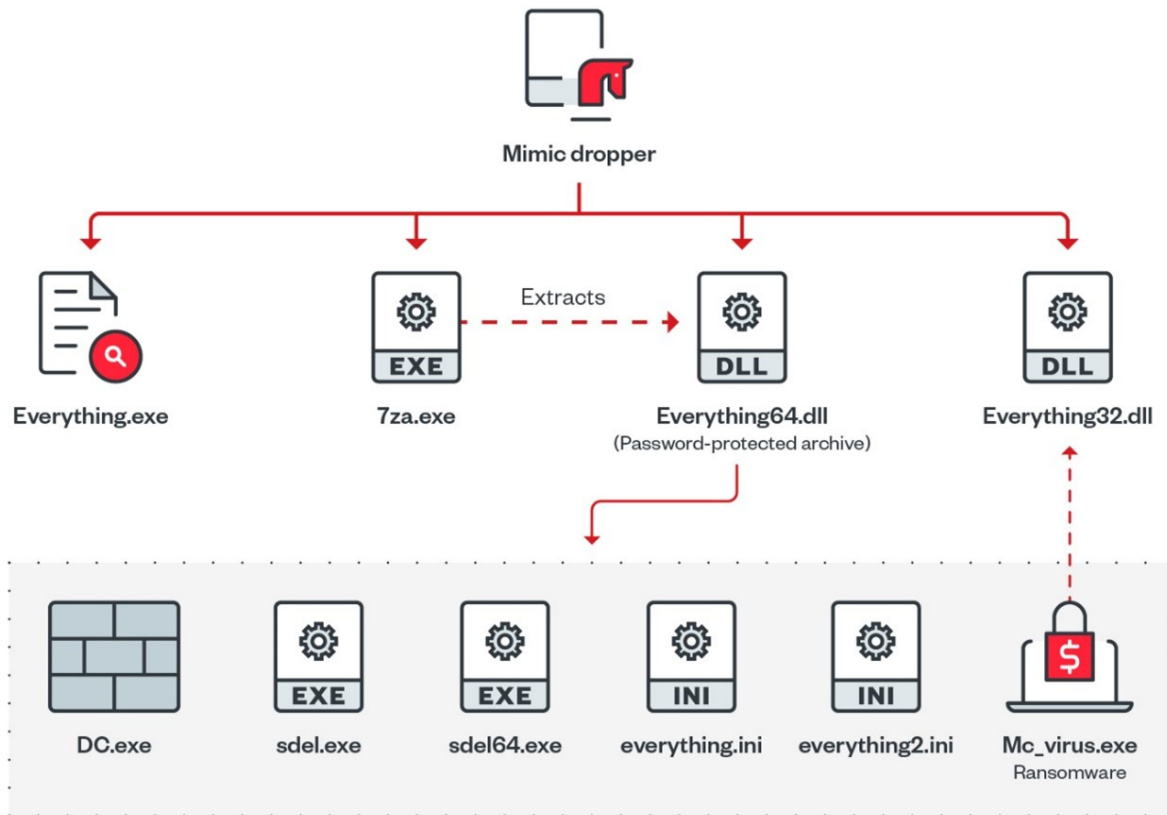 Mimic dropper
Extracts
EXE
DLL
DLL
Everything.exe
7za.exe
Everything64.dll
Everything32.dll
(Password-protected archive)
EXE
EXE
INI
INI
$
DC.exe
sdel.exe
sdel64.exe
everything.ini
everything2.ini
Mc_virus.exe
Ransomware